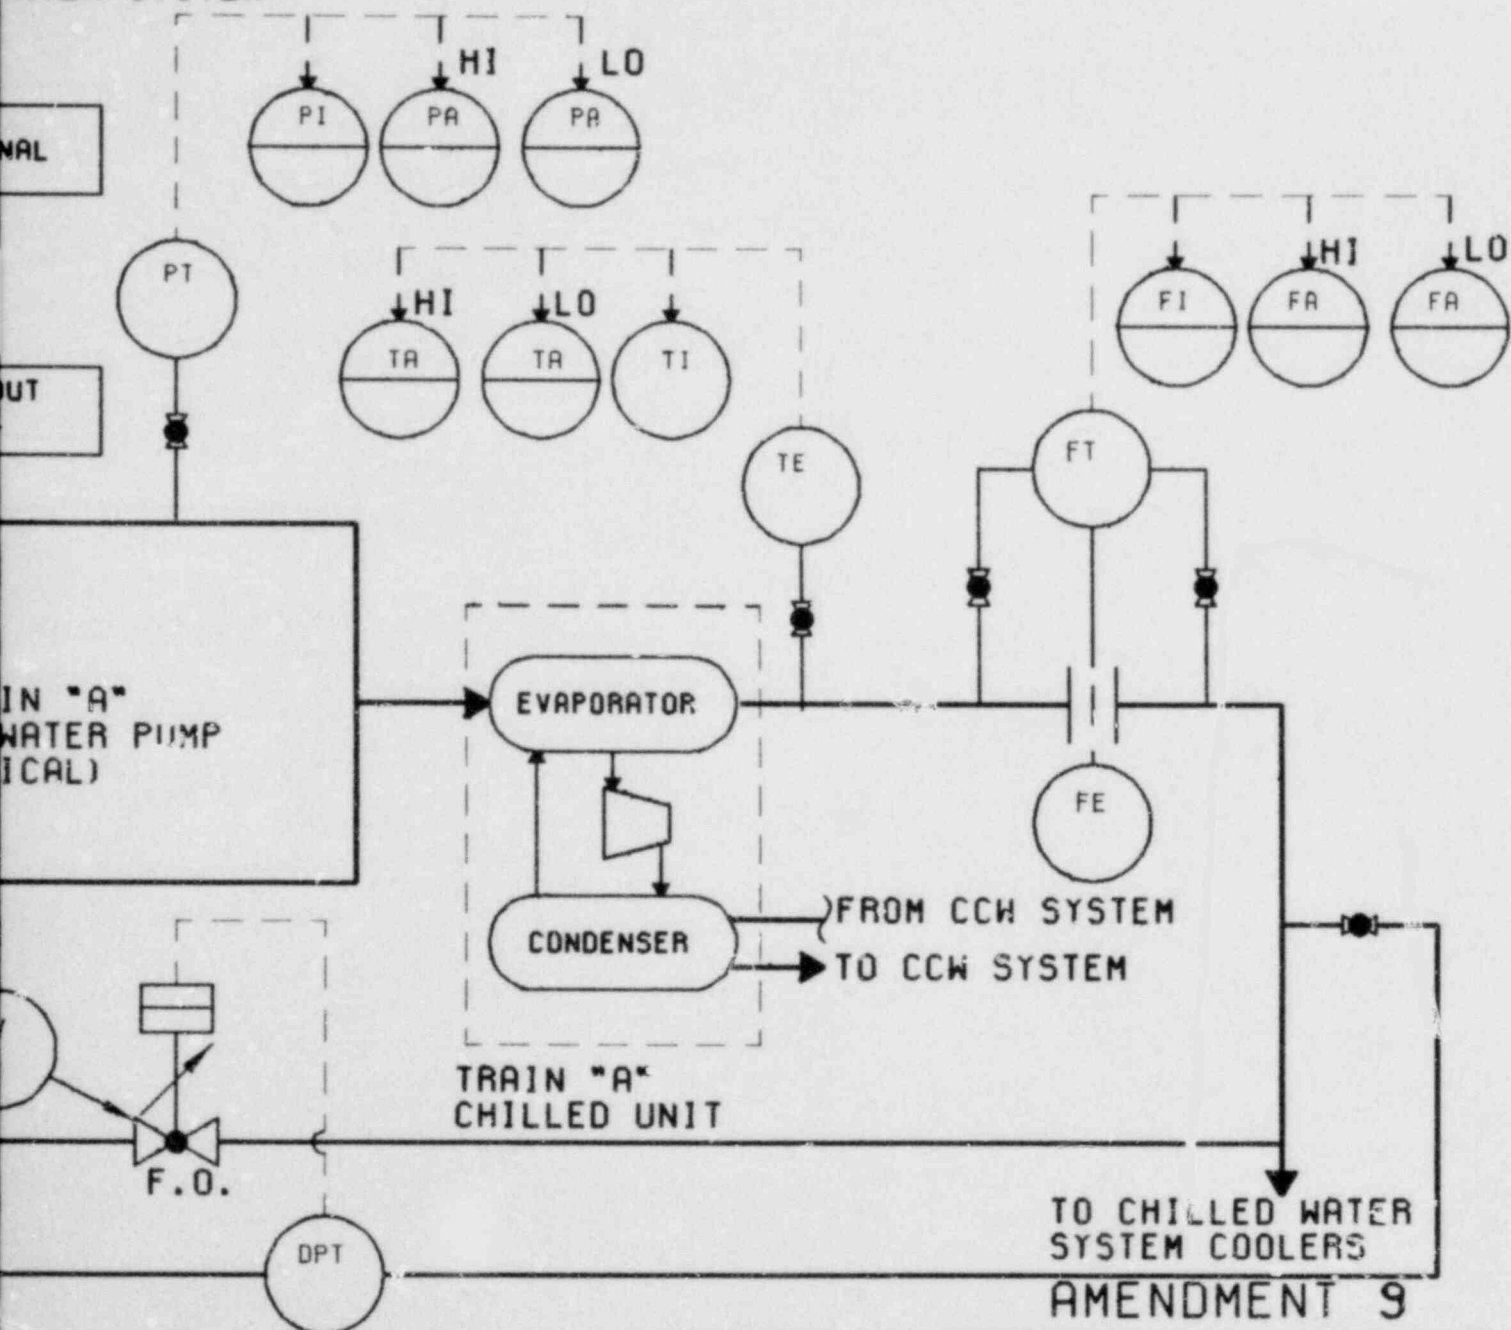 HI
LO
PI
PA
PA
NAL
PT
HI
LO
FI
FA
FA
HI
LO
TA
TA
TI
OUT
TE
FT
IN "A"
WATER PUMP
ICAL)
EVAPORATOR
FE
CONDENSER
FROM CCW SYSTEM
TO CCW SYSTEM
TRAIN "A"
CHILLED UNIT
F.O.
DPT
TO CHILLED WATER
SYSTEM COOLERS
AMENDMENT 9